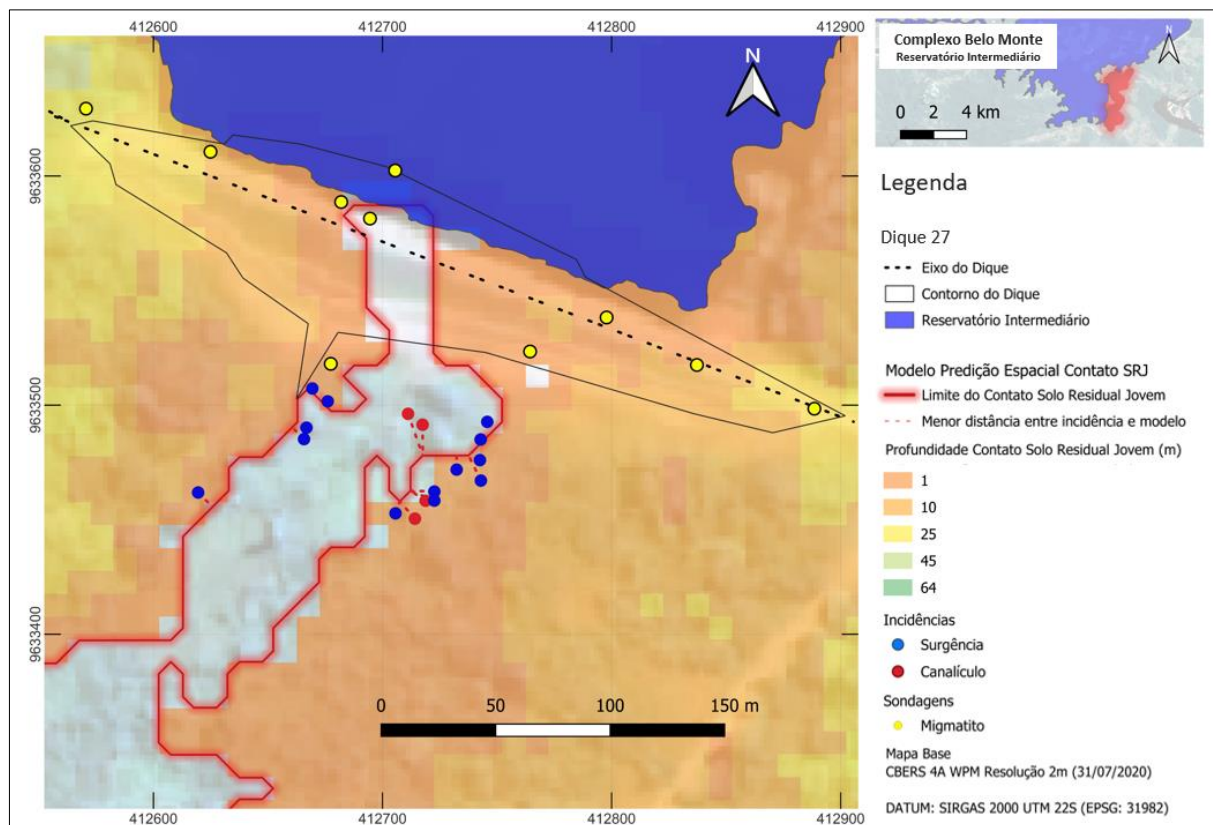 412600
412700
412800
412900
9633600
9633500
9633400
N
0
50
100
150 m
Complexo Belo Monte
Reservatório Intermediário
N
0 2 4 km
Legenda
Dique 27
Eixo do Dique
Contorno do Dique
Reservatório Intermediário
Modelo Predição Espacial Contato SRJ
Limite do Contato Solo Residual Jovem
Menor distância entre incidência e modelo
Profundidade Contato Solo Residual Jovem (m)
1
10
25
45
64
Incidências
Surgência
Canalículo
Sondagens
Migmatito
Mapa Base
CBERS 4A WPM Resolução 2m (31/07/2020)
DATUM: SIRGAS 2000 UTM 22S (EPSG: 31982)
412600
412700
412800
412900